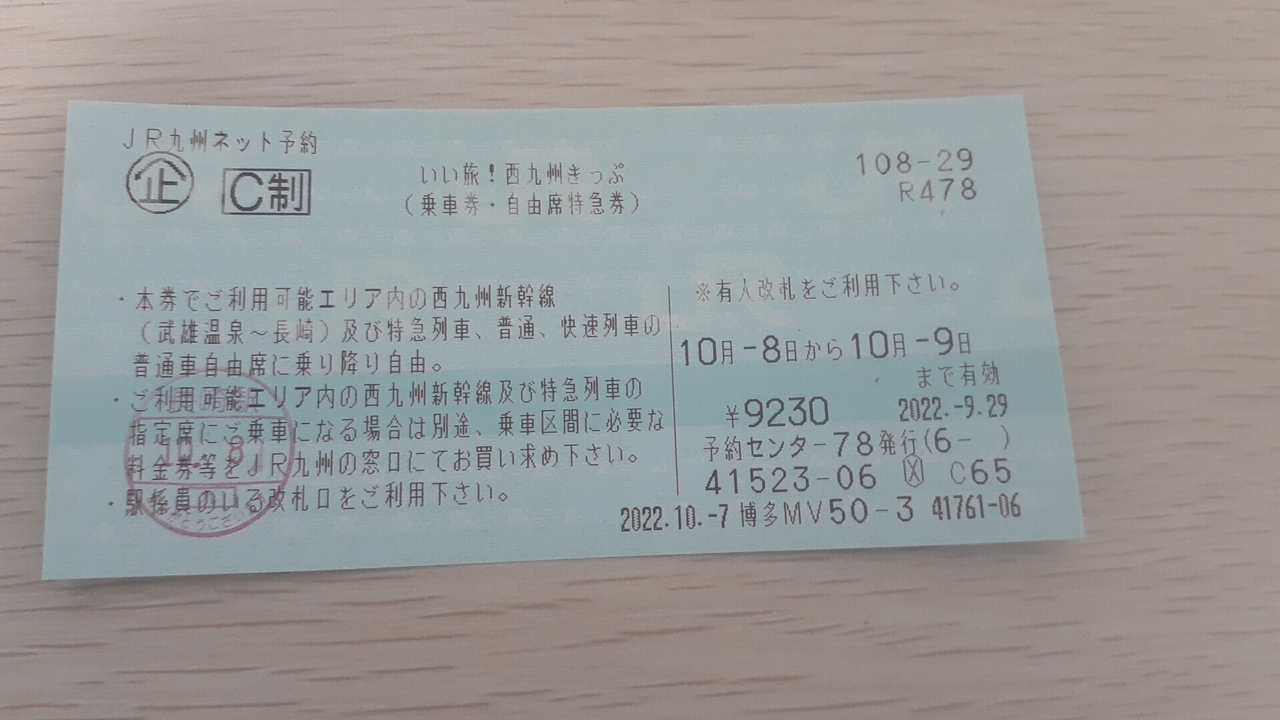 JR九州ネット予約
企 C制
いい旅！西九州きっぷ
（乗車券・自由席特急券）
108-29
R478
・本券でご利用可能エリア内の西九州新幹線
（武雄温泉～長崎）及び特急列車、普通、快速列車の
普通車自由席に乗り降り自由。
・ご利用可能エリア内の西九州新幹線及び特急列車の
指定席にご乗車になる場合は別途、乗車区間に必要な
料金券等をJR九州の窓口にてお買い求め下さい。
・駅係員のいる改札口をご利用下さい。
※有人改札をご利用下さい。
10月-8日から10月-9日
まで有効
¥9230 2022.-9.29
予約センター78発行(6- )
41523-06 区 C65
2022.10.-7 博多MV50-3 41761-06